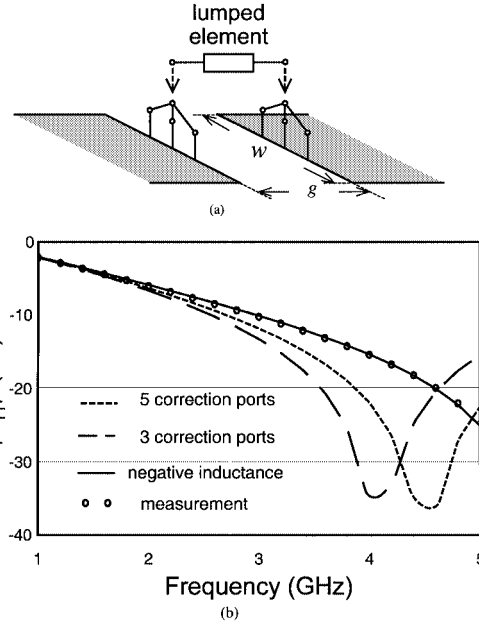 lumped
element
w
g
(a)
0
-10
-20
-30
-40
5 correction ports
3 correction ports
negative inductance
measurement
1
2
3
4
5
Frequency (GHz)
(b)